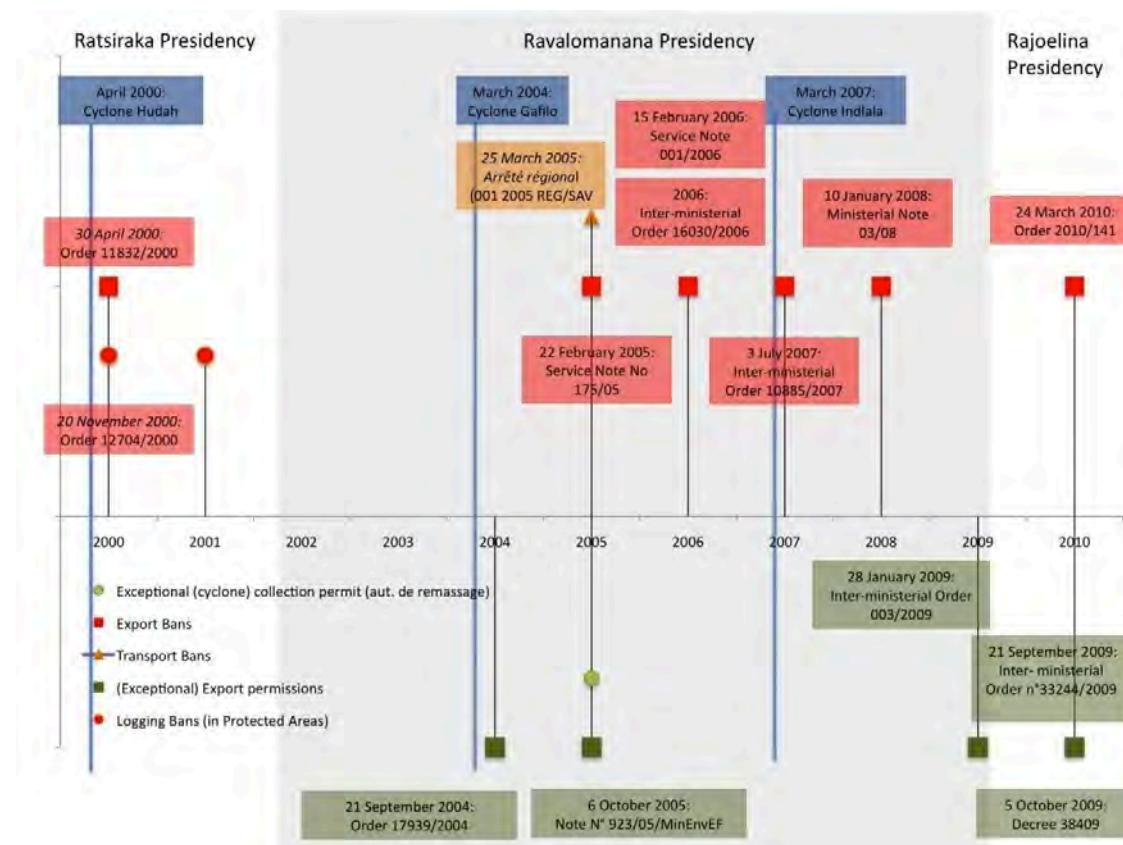 Ratsiraka Presidency
Ravalomanana Presidency
Rajoelina
Presidency
April 2000:
Cyclone Hudah
March 2004:
Cyclone Gafilo
March 2007:
Cyclone Indlala
15 February 2006:
Service Note
001/2006
25 March 2005:
Arrêté régional
(001 2005 REG/SAV
2006:
Inter-ministerial
Order 16030/2006
10 January 2008:
Ministerial Note
03/08
24 March 2010:
Order 2010/141
30 April 2000:
Order 11832/2000
22 February 2005:
Service Note No
175/05
3 July 2007:
Inter-ministerial
Order 10885/2007
20 November 2000:
Order 12704/2000
2000 2001 2002 2003 2004 2005 2006 2007 2008 2009 2010
Exceptional (cyclone) collection permit (aut. de remassage)
Export Bans
Transport Bans
(Exceptional) Export permissions
Logging Bans (in Protected Areas)
28 January 2009:
Inter-ministerial Order
003/2009
21 September 2009:
Inter- ministerial
Order n°33244/2009
21 September 2004:
Order 17939/2004
6 October 2005:
Note N° 923/05/MinEnvEF
5 October 2009:
Decree 38409